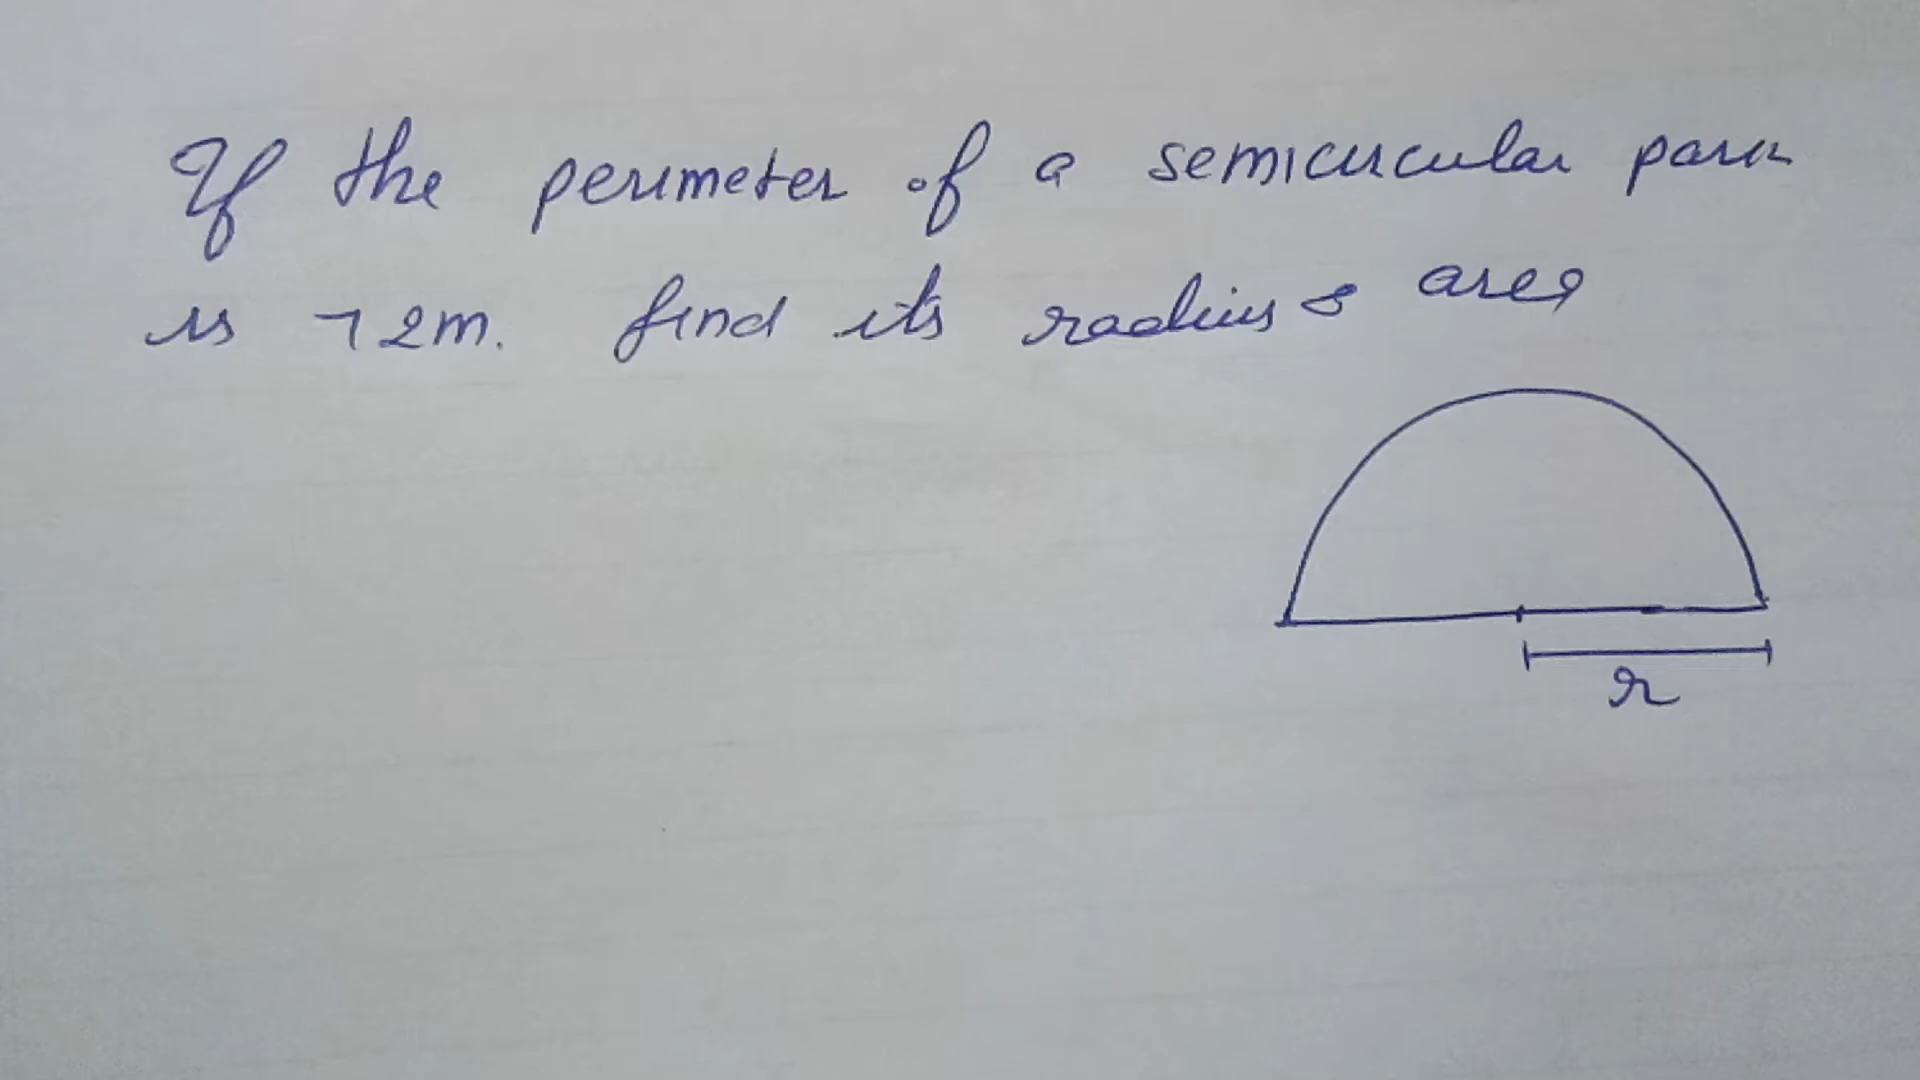 If the perimeter of a semicircular park
is 72m. find its radius & area
r